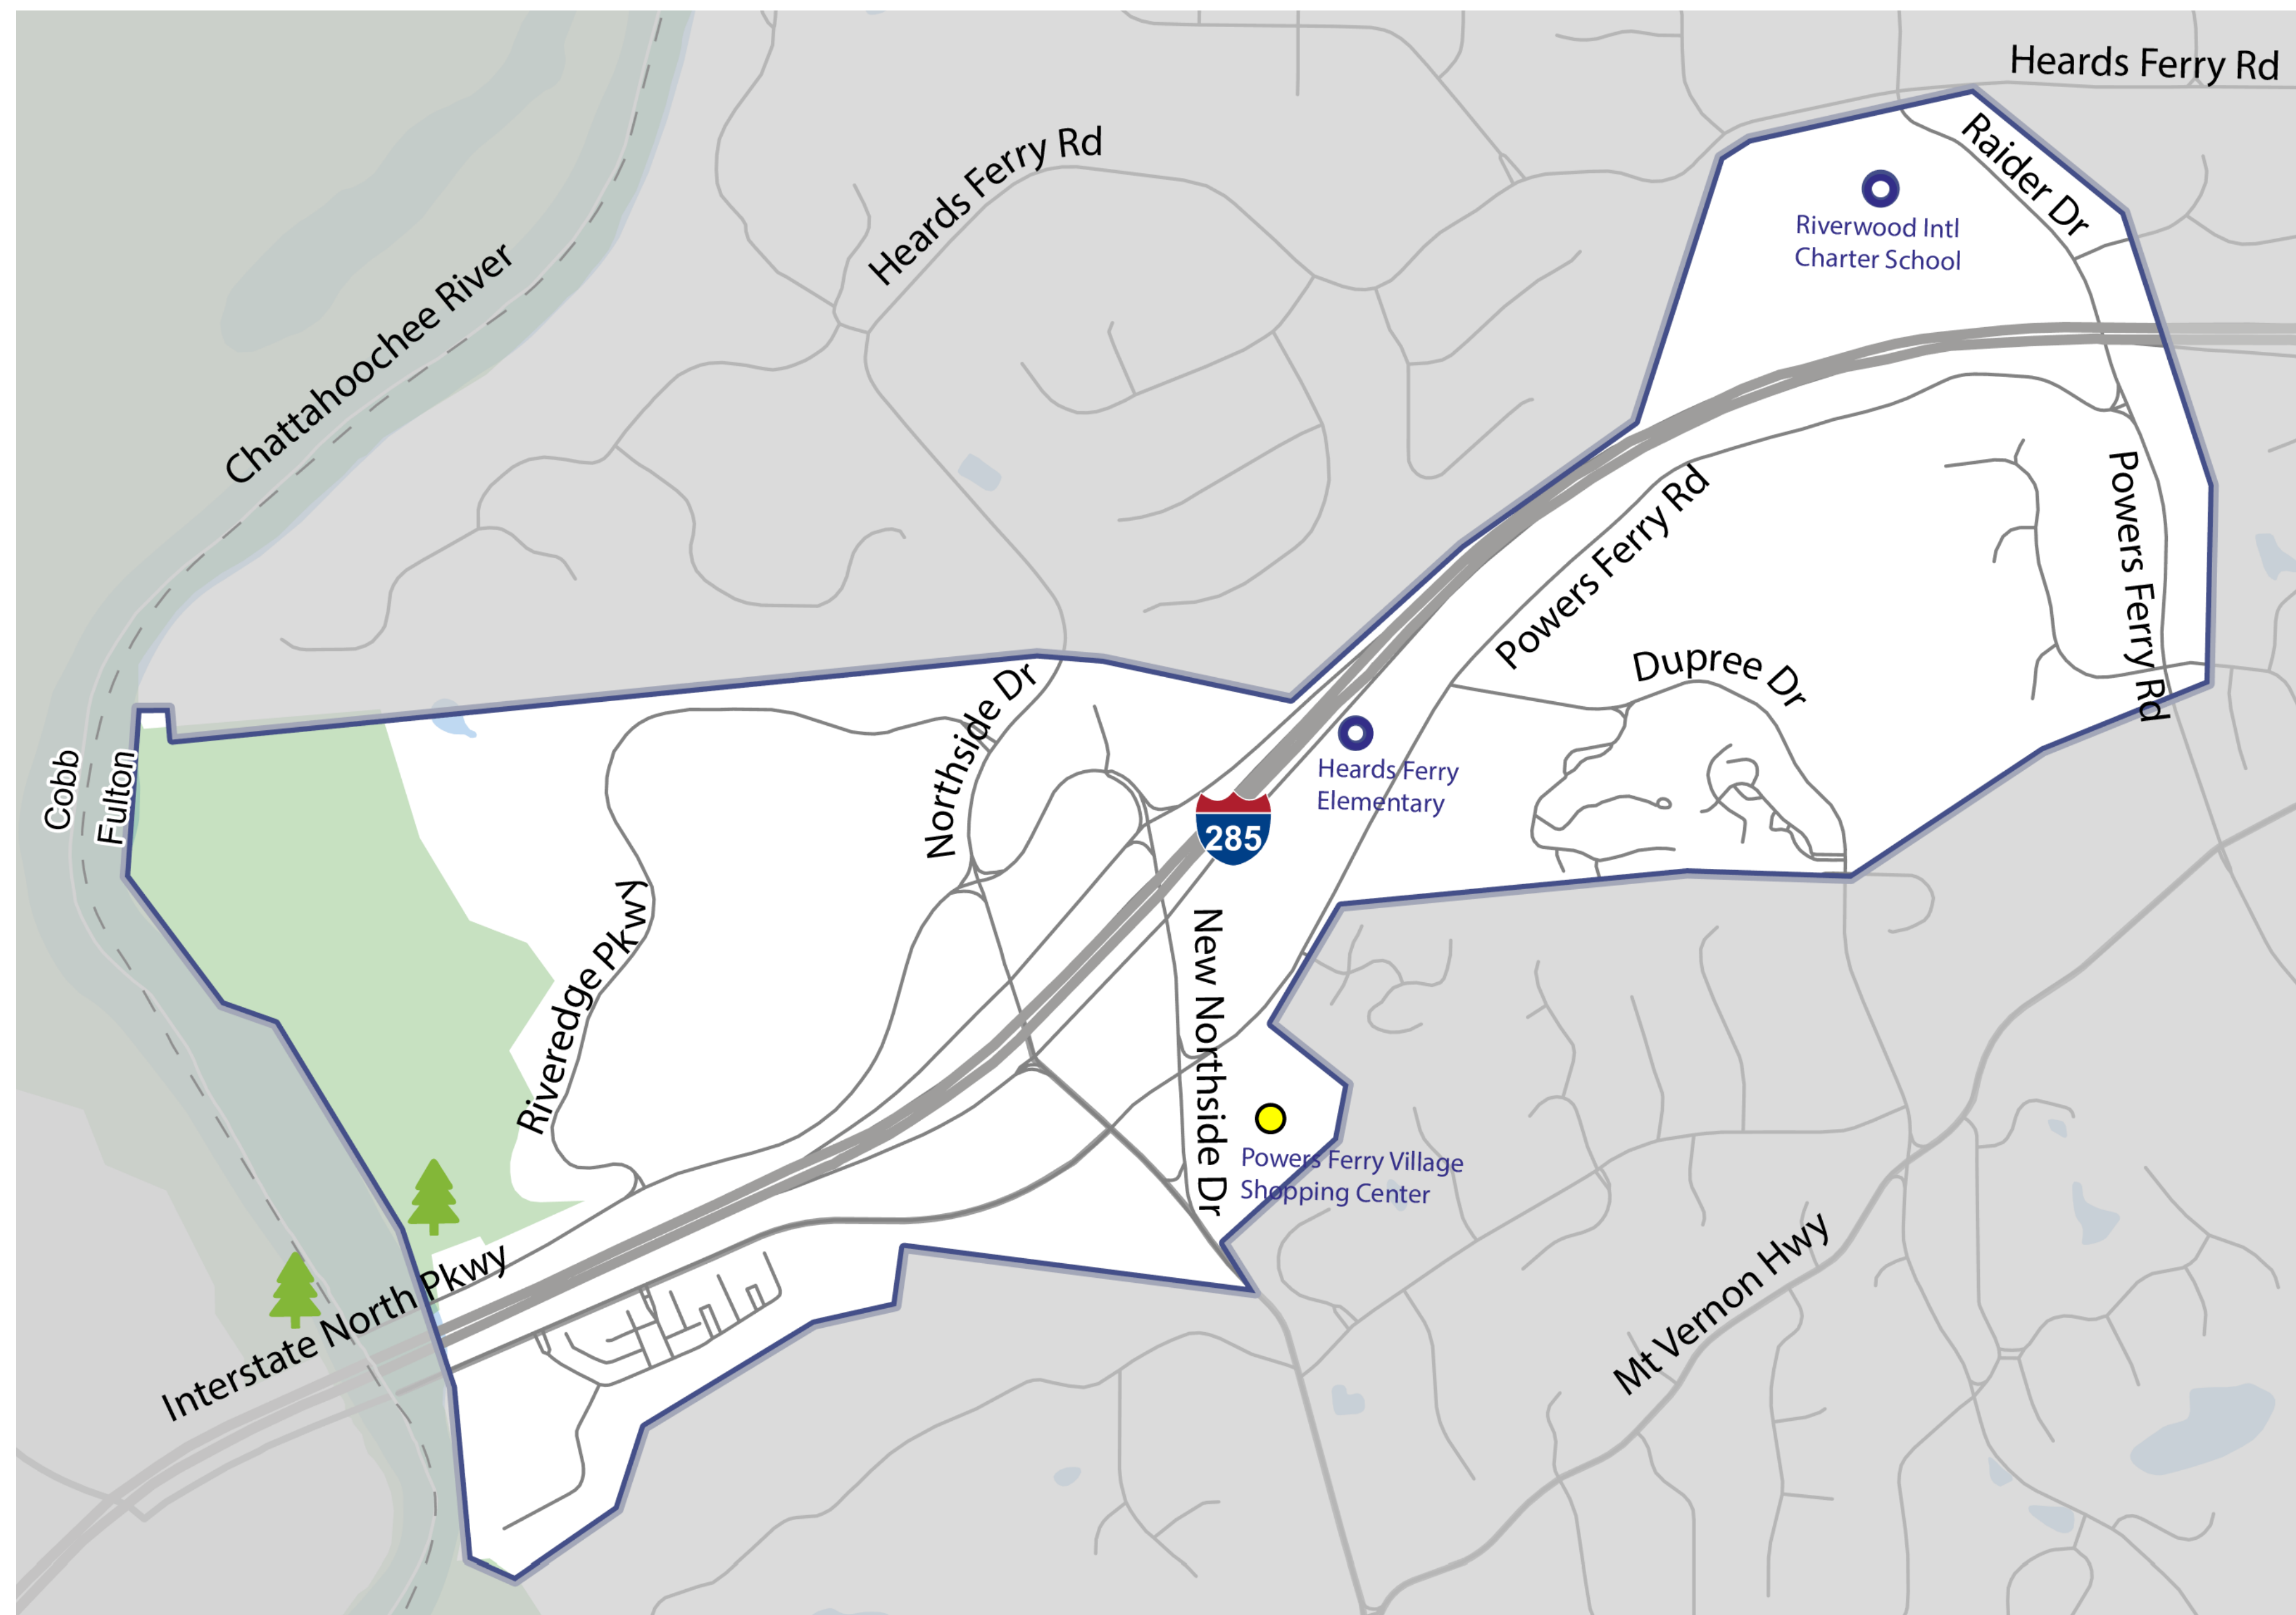 Heards Ferry Rd
Heards Ferry Rd
Raider Dr
Riverwood Intl
Charter School
Chattahoochee River
Powers Ferry Rd
Powers Ferry Rd
Dupree Dr
Northside Dr
Cobb
Fulton
Heards Ferry
Elementary
285
Riveredge Pkwy
New Northside Dr
Powers Ferry Village
Shopping Center
Interstate North Pkwy
Mt Vernon Hwy